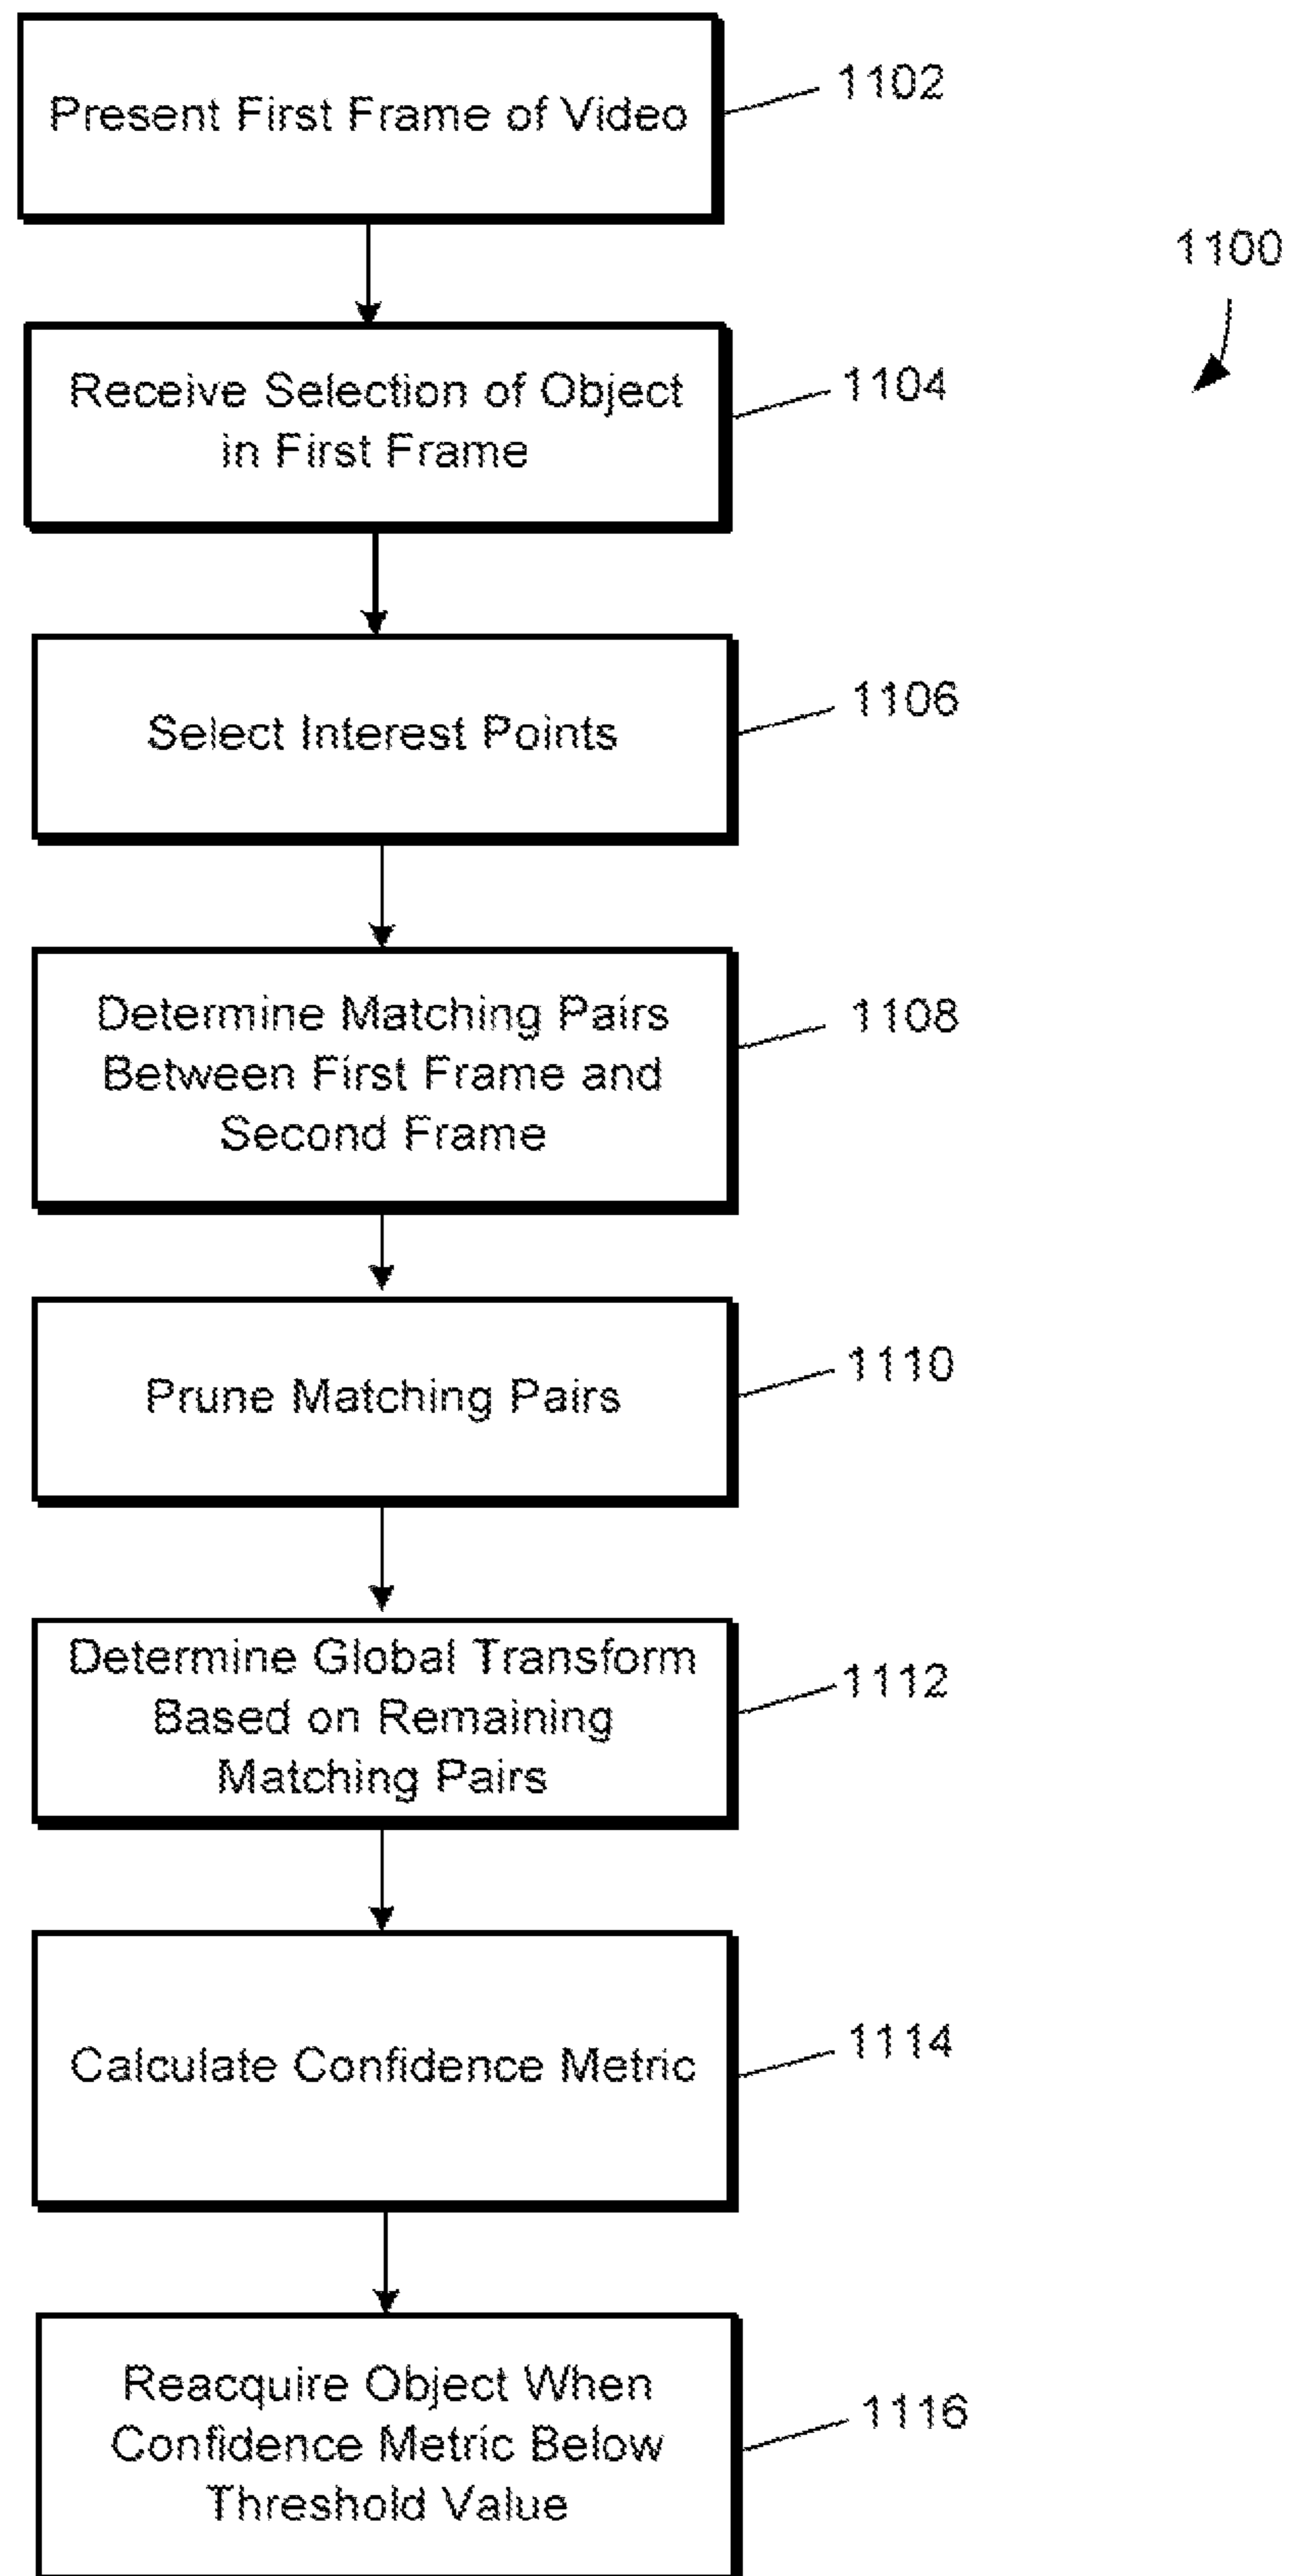 Present First Frame of Video
1102
1100
Receive Selection of Object
in First Frame
1104
Select Interest Points
1106
Determine Matching Pairs
Between First Frame and
Second Frame
1108
Prune Matching Pairs
1110
Determine Global Transform
Based on Remaining
Matching Pairs
1112
Calculate Confidence Metric
1114
Reacquire Object When
Confidence Metric Below
Threshold Value
1116